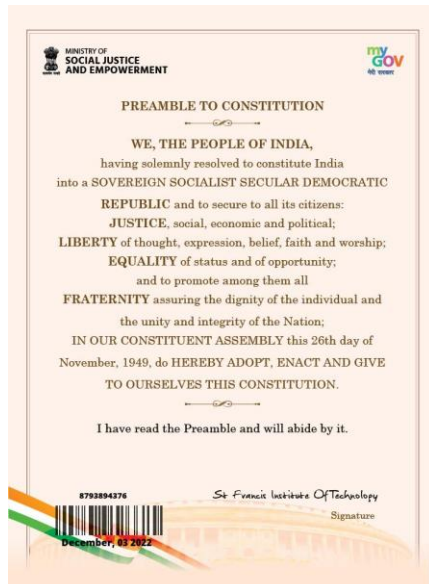 MINISTRY OF
SOCIAL JUSTICE
AND EMPOWERMENT
my
GOV
मेरी सरकार
PREAMBLE TO CONSTITUTION
WE, THE PEOPLE OF INDIA,
having solemnly resolved to constitute India
into a SOVEREIGN SOCIALIST SECULAR DEMOCRATIC
REPUBLIC and to secure to all its citizens:
JUSTICE, social, economic and political;
LIBERTY of thought, expression, belief, faith and worship;
EQUALITY of status and of opportunity;
and to promote among them all
FRATERNITY assuring the dignity of the individual and
the unity and integrity of the Nation;
IN OUR CONSTITUENT ASSEMBLY this 26th day of
November, 1949, do HEREBY ADOPT, ENACT AND GIVE
TO OURSELVES THIS CONSTITUTION.
I have read the Preamble and will abide by it.
8793894376
St Francis Institute Of Technology
Signature
December, 03 2022